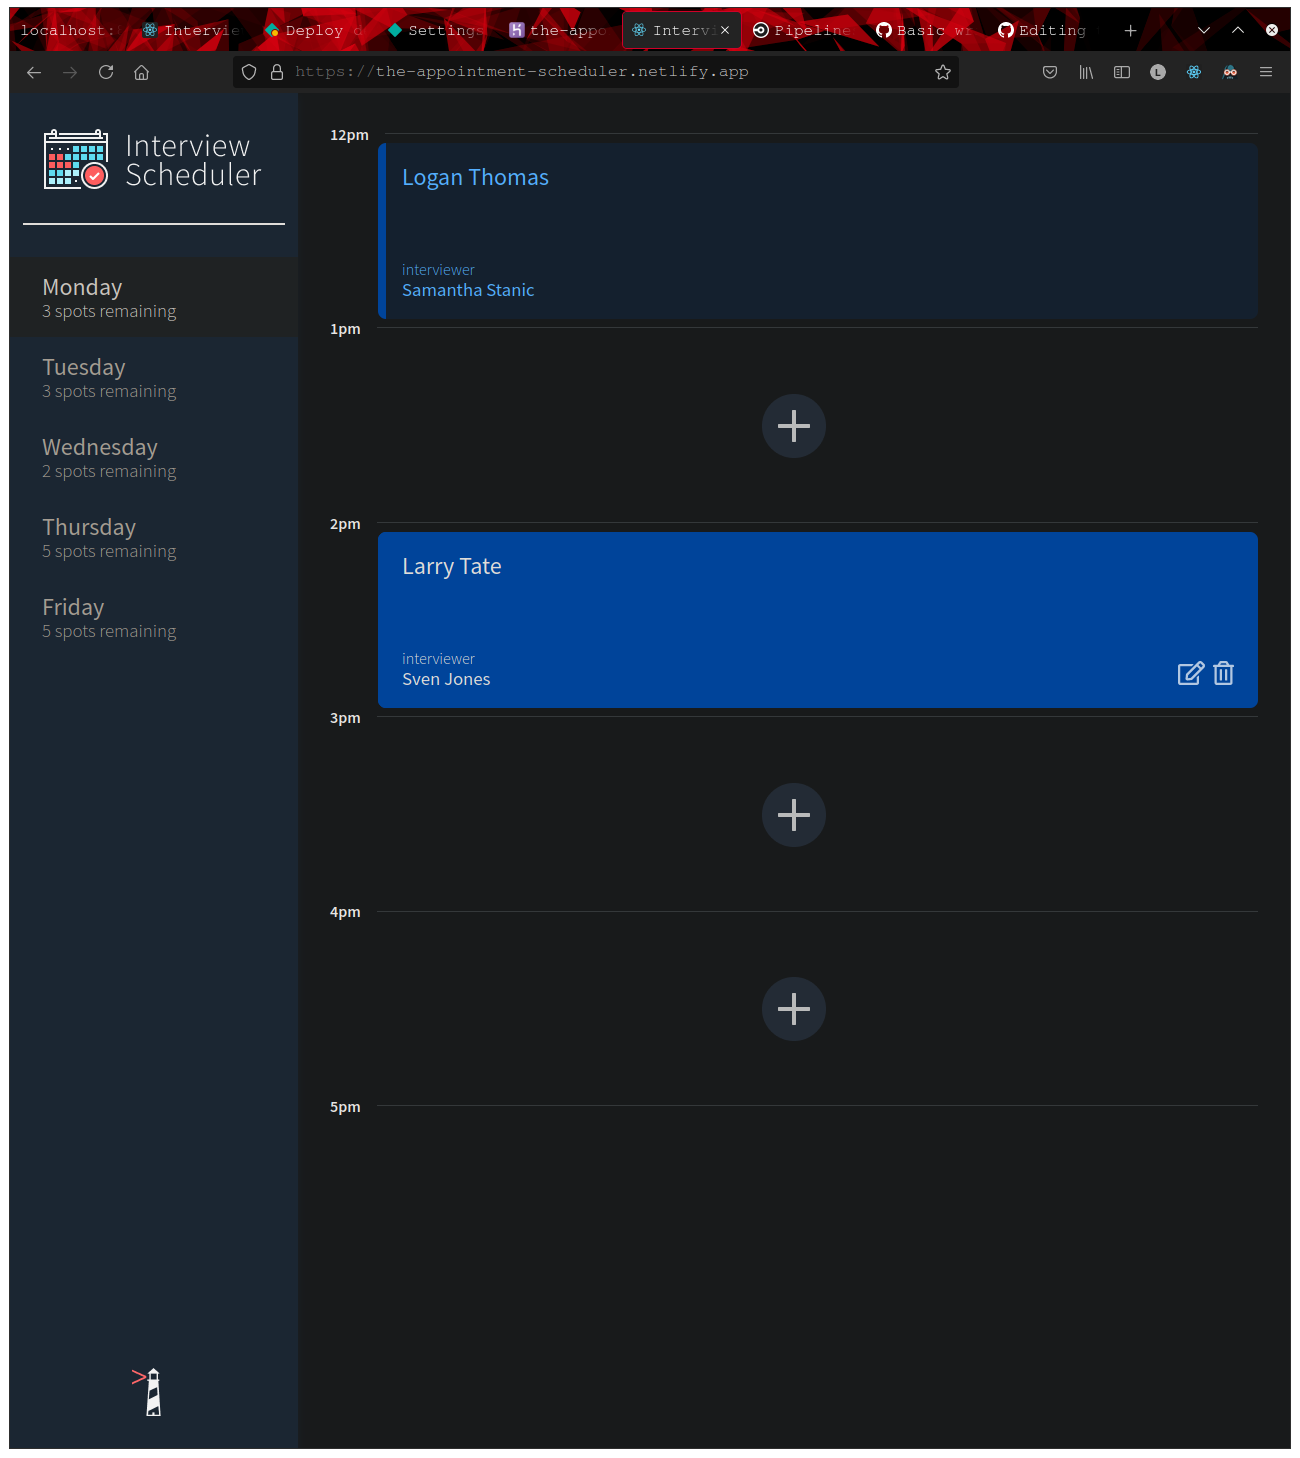 localhost:
Intervie
Deploy d
Settings
the-appo
Intervi
Pipeline
Basic wr
Editing
https://the-appointment-scheduler.netlify.app
L
Interview
Scheduler
Monday
3 spots remaining
Tuesday
3 spots remaining
Wednesday
2 spots remaining
Thursday
5 spots remaining
Friday
5 spots remaining
12pm
Logan Thomas
interviewer
Samantha Stanic
1pm
2pm
Larry Tate
interviewer
Sven Jones
3pm
4pm
5pm